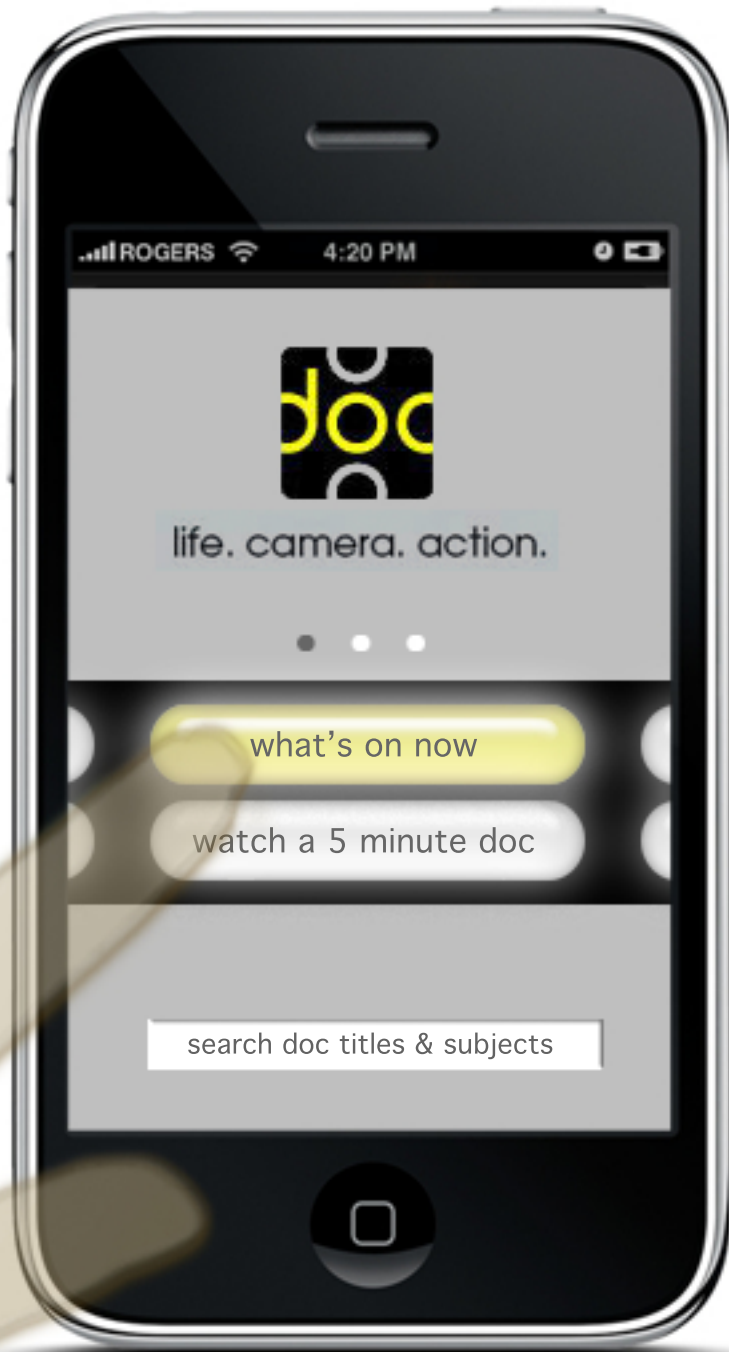 ROGERS 4:20 PM
doc
life. camera. action.
what's on now
watch a 5 minute doc
search doc titles & subjects